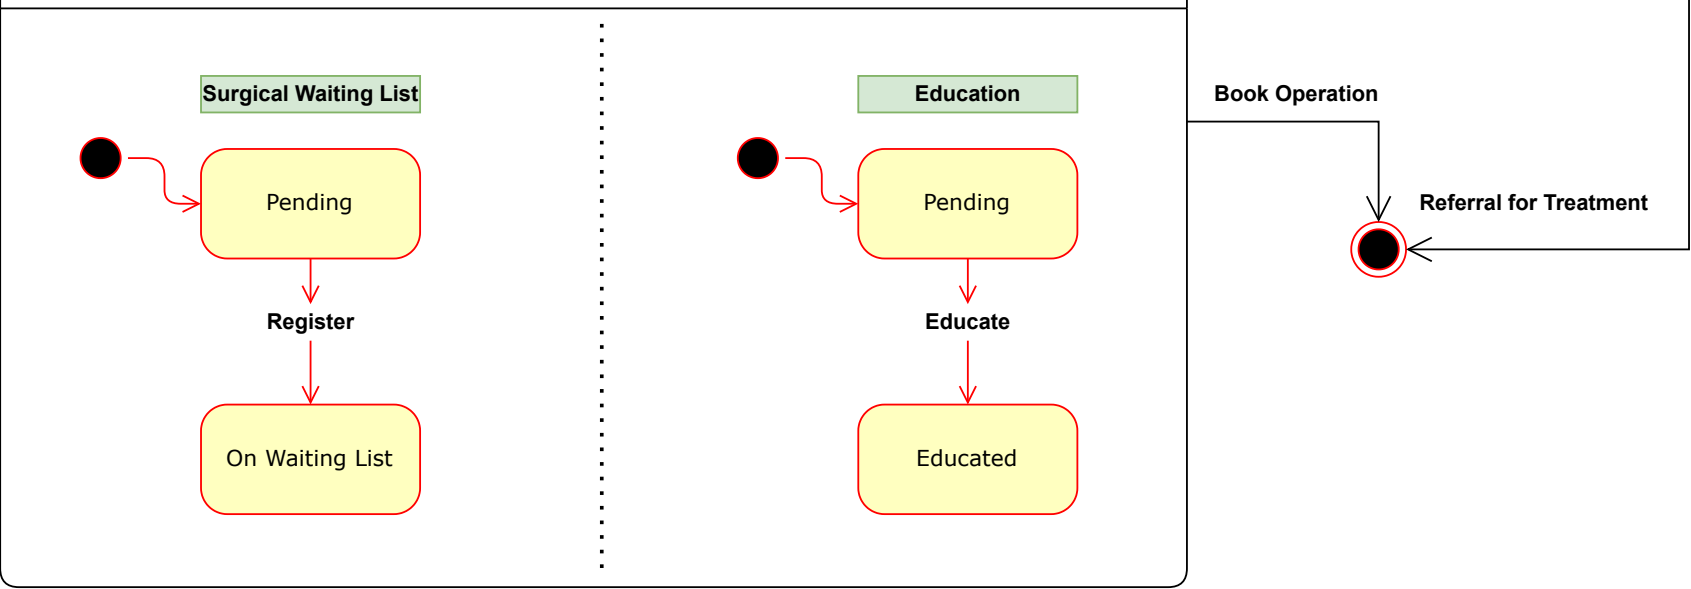 Surgical Waiting List
Education
Book Operation
Pending
Pending
Referral for Treatment
Register
Educate
On Waiting List
Educated